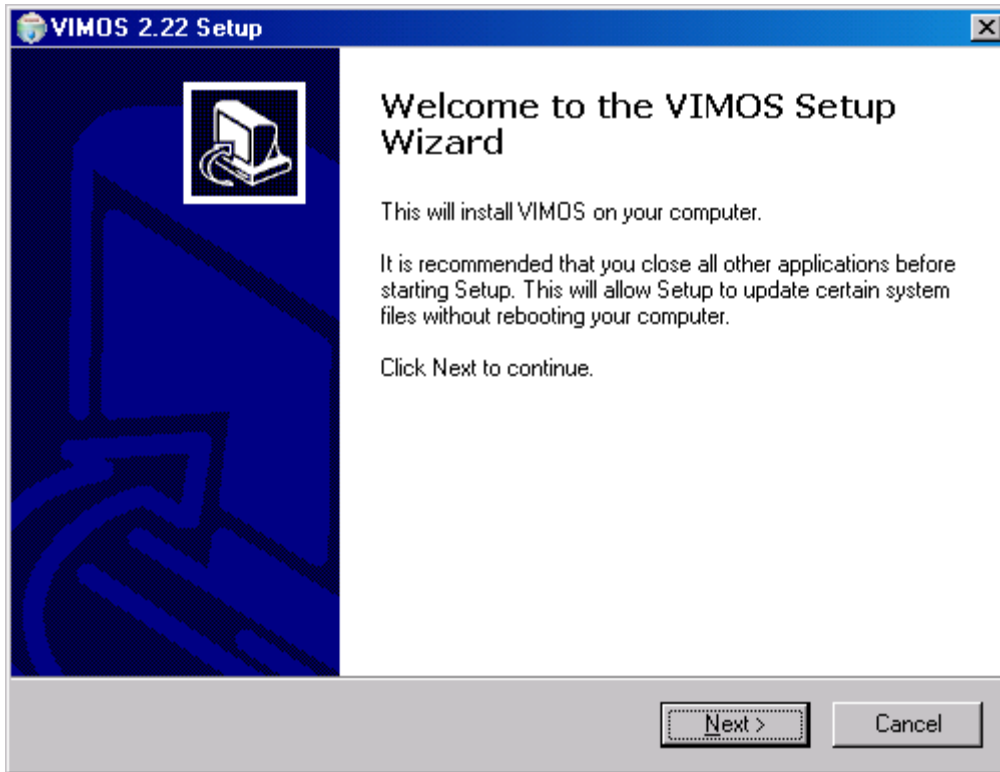 VIMOS 2.22 Setup
Welcome to the VIMOS Setup
Wizard
This will install VIMOS on your computer.
It is recommended that you close all other applications before
starting Setup. This will allow Setup to update certain system
files without rebooting your computer.
Click Next to continue.
Next >
Cancel